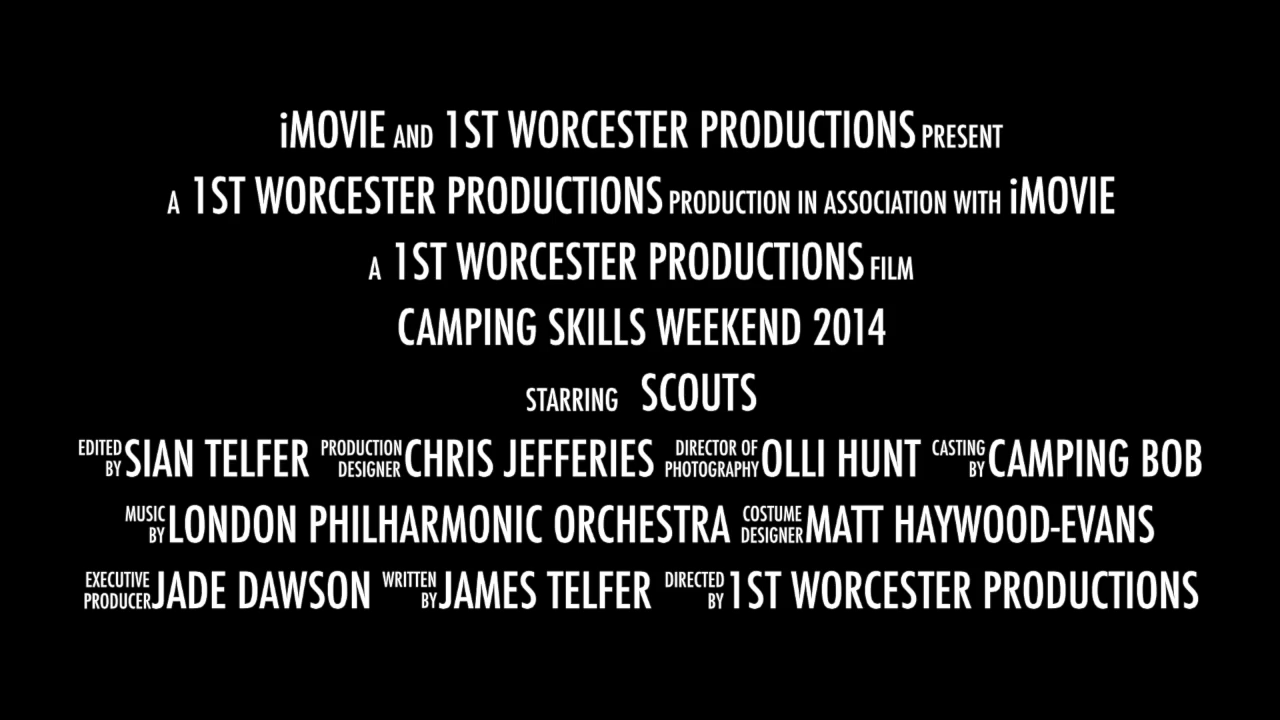 iMOVIE AND 1ST WORCESTER PRODUCTIONS PRESENT
A 1ST WORCESTER PRODUCTIONS PRODUCTION IN ASSOCIATION WITH iMOVIE
A 1ST WORCESTER PRODUCTIONS FILM
CAMPING SKILLS WEEKEND 2014
STARRING SCOUTS
EDITED BY SIAN TELFER PRODUCTION DESIGNER CHRIS JEFFERIES DIRECTOR OF PHOTOGRAPHY OLLI HUNT CASTING BY CAMPING BOB
MUSIC BY LONDON PHILHARMONIC ORCHESTRA COSTUME DESIGNER MATT HAYWOOD-EVANS
EXECUTIVE PRODUCER JADE DAWSON WRITTEN BY JAMES TELFER DIRECTED BY 1ST WORCESTER PRODUCTIONS